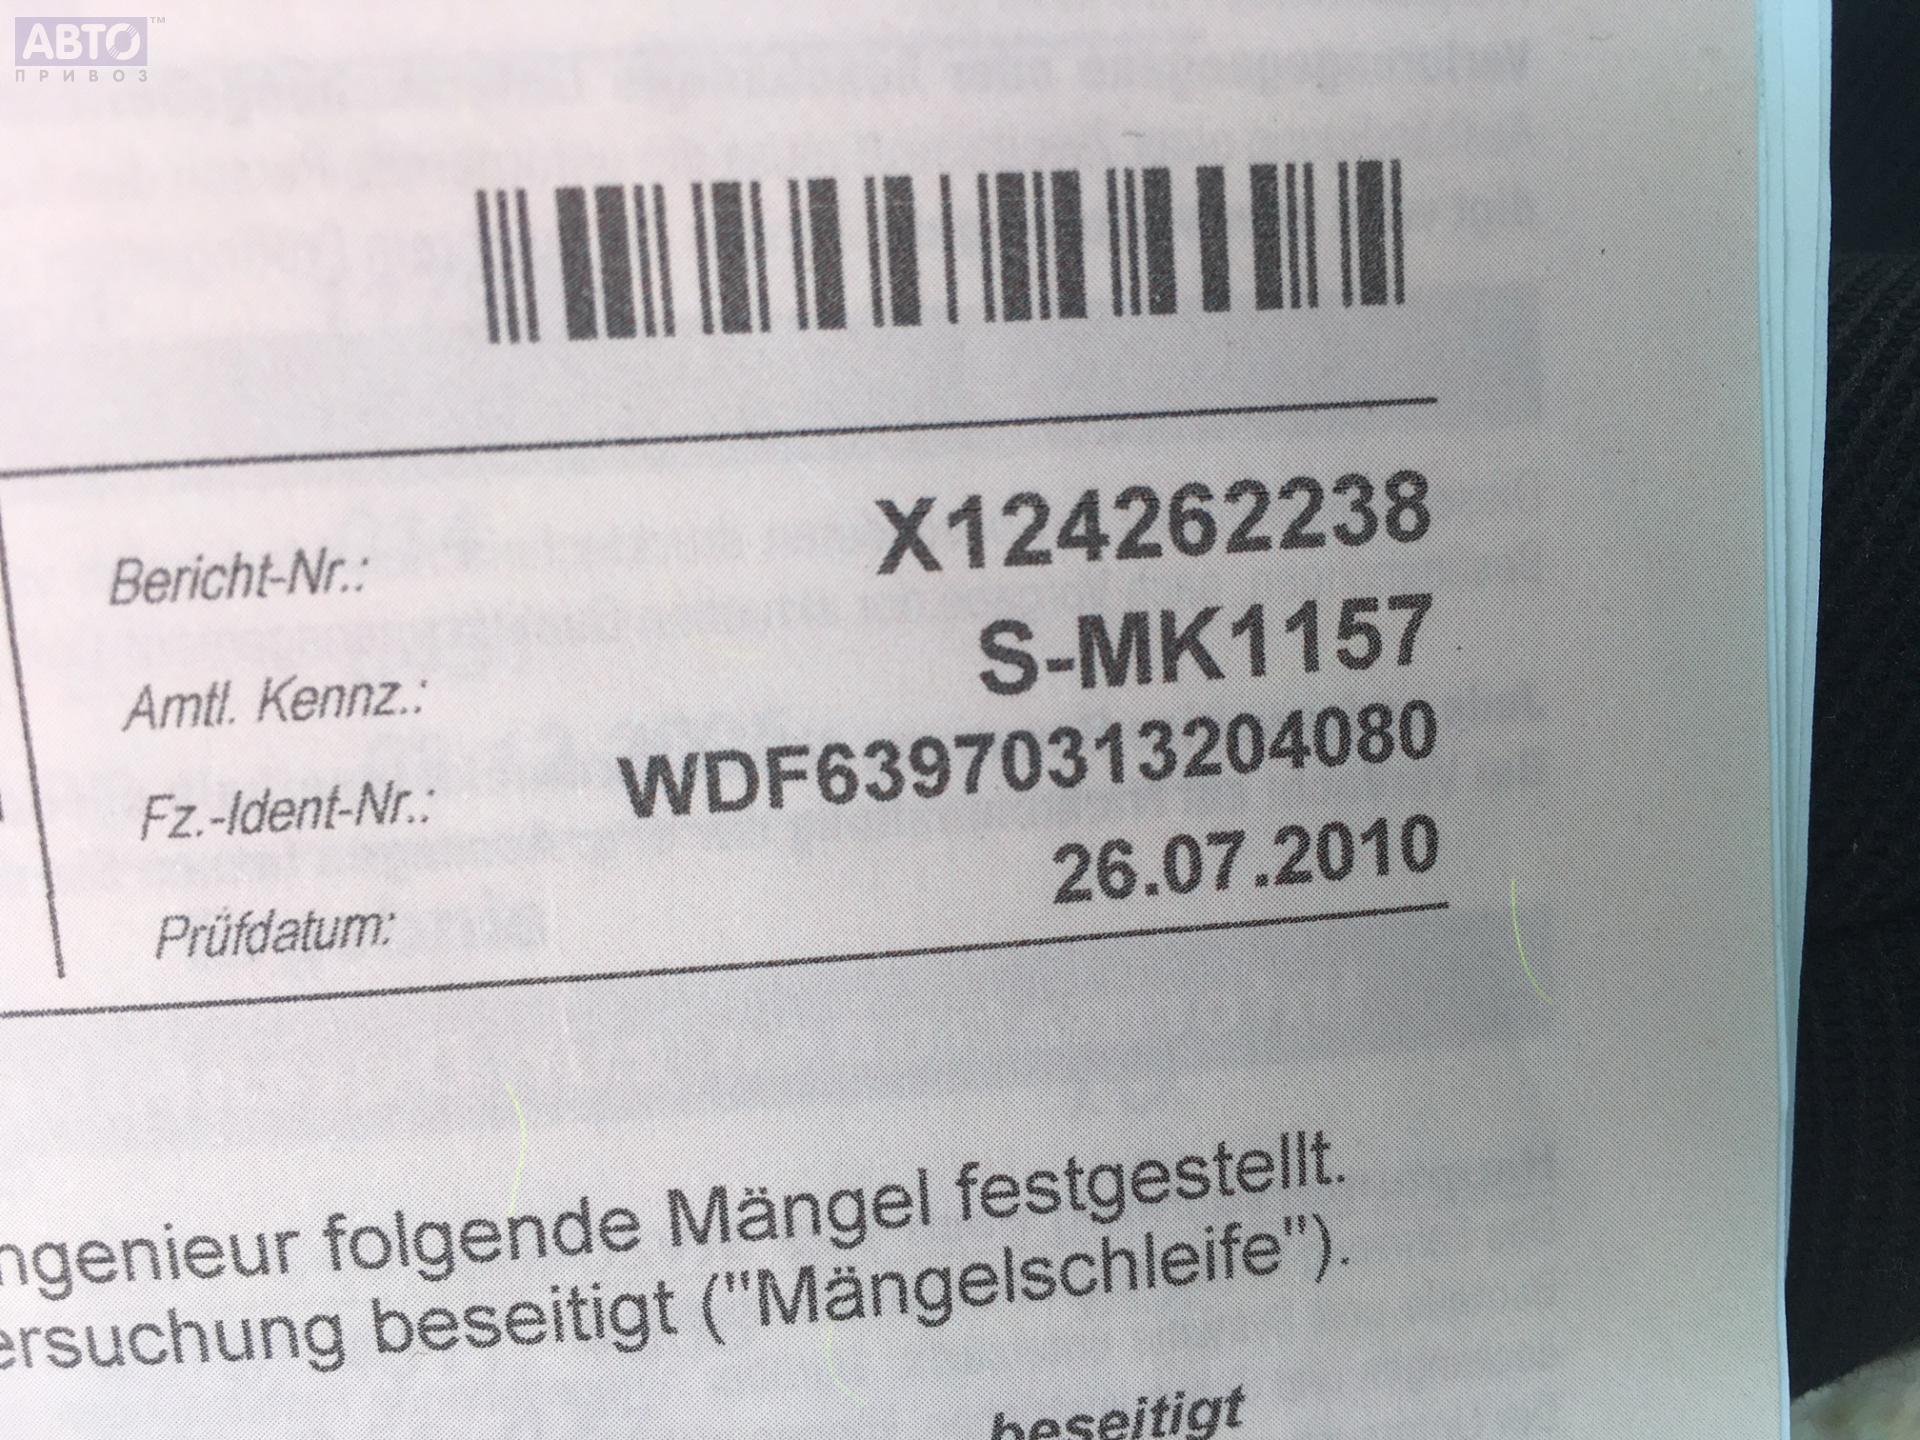 АВТО™
ПРИВОЗ
Bericht-Nr.: X124262238
Amtl. Kennz.: S-MK1157
Fz.-Ident-Nr.: WDF63970313204080
Prüfdatum: 26.07.2010
ngenieur folgende Mängel festgestellt.
ersuchung beseitigt ("Mängelschleife").
beseitigt